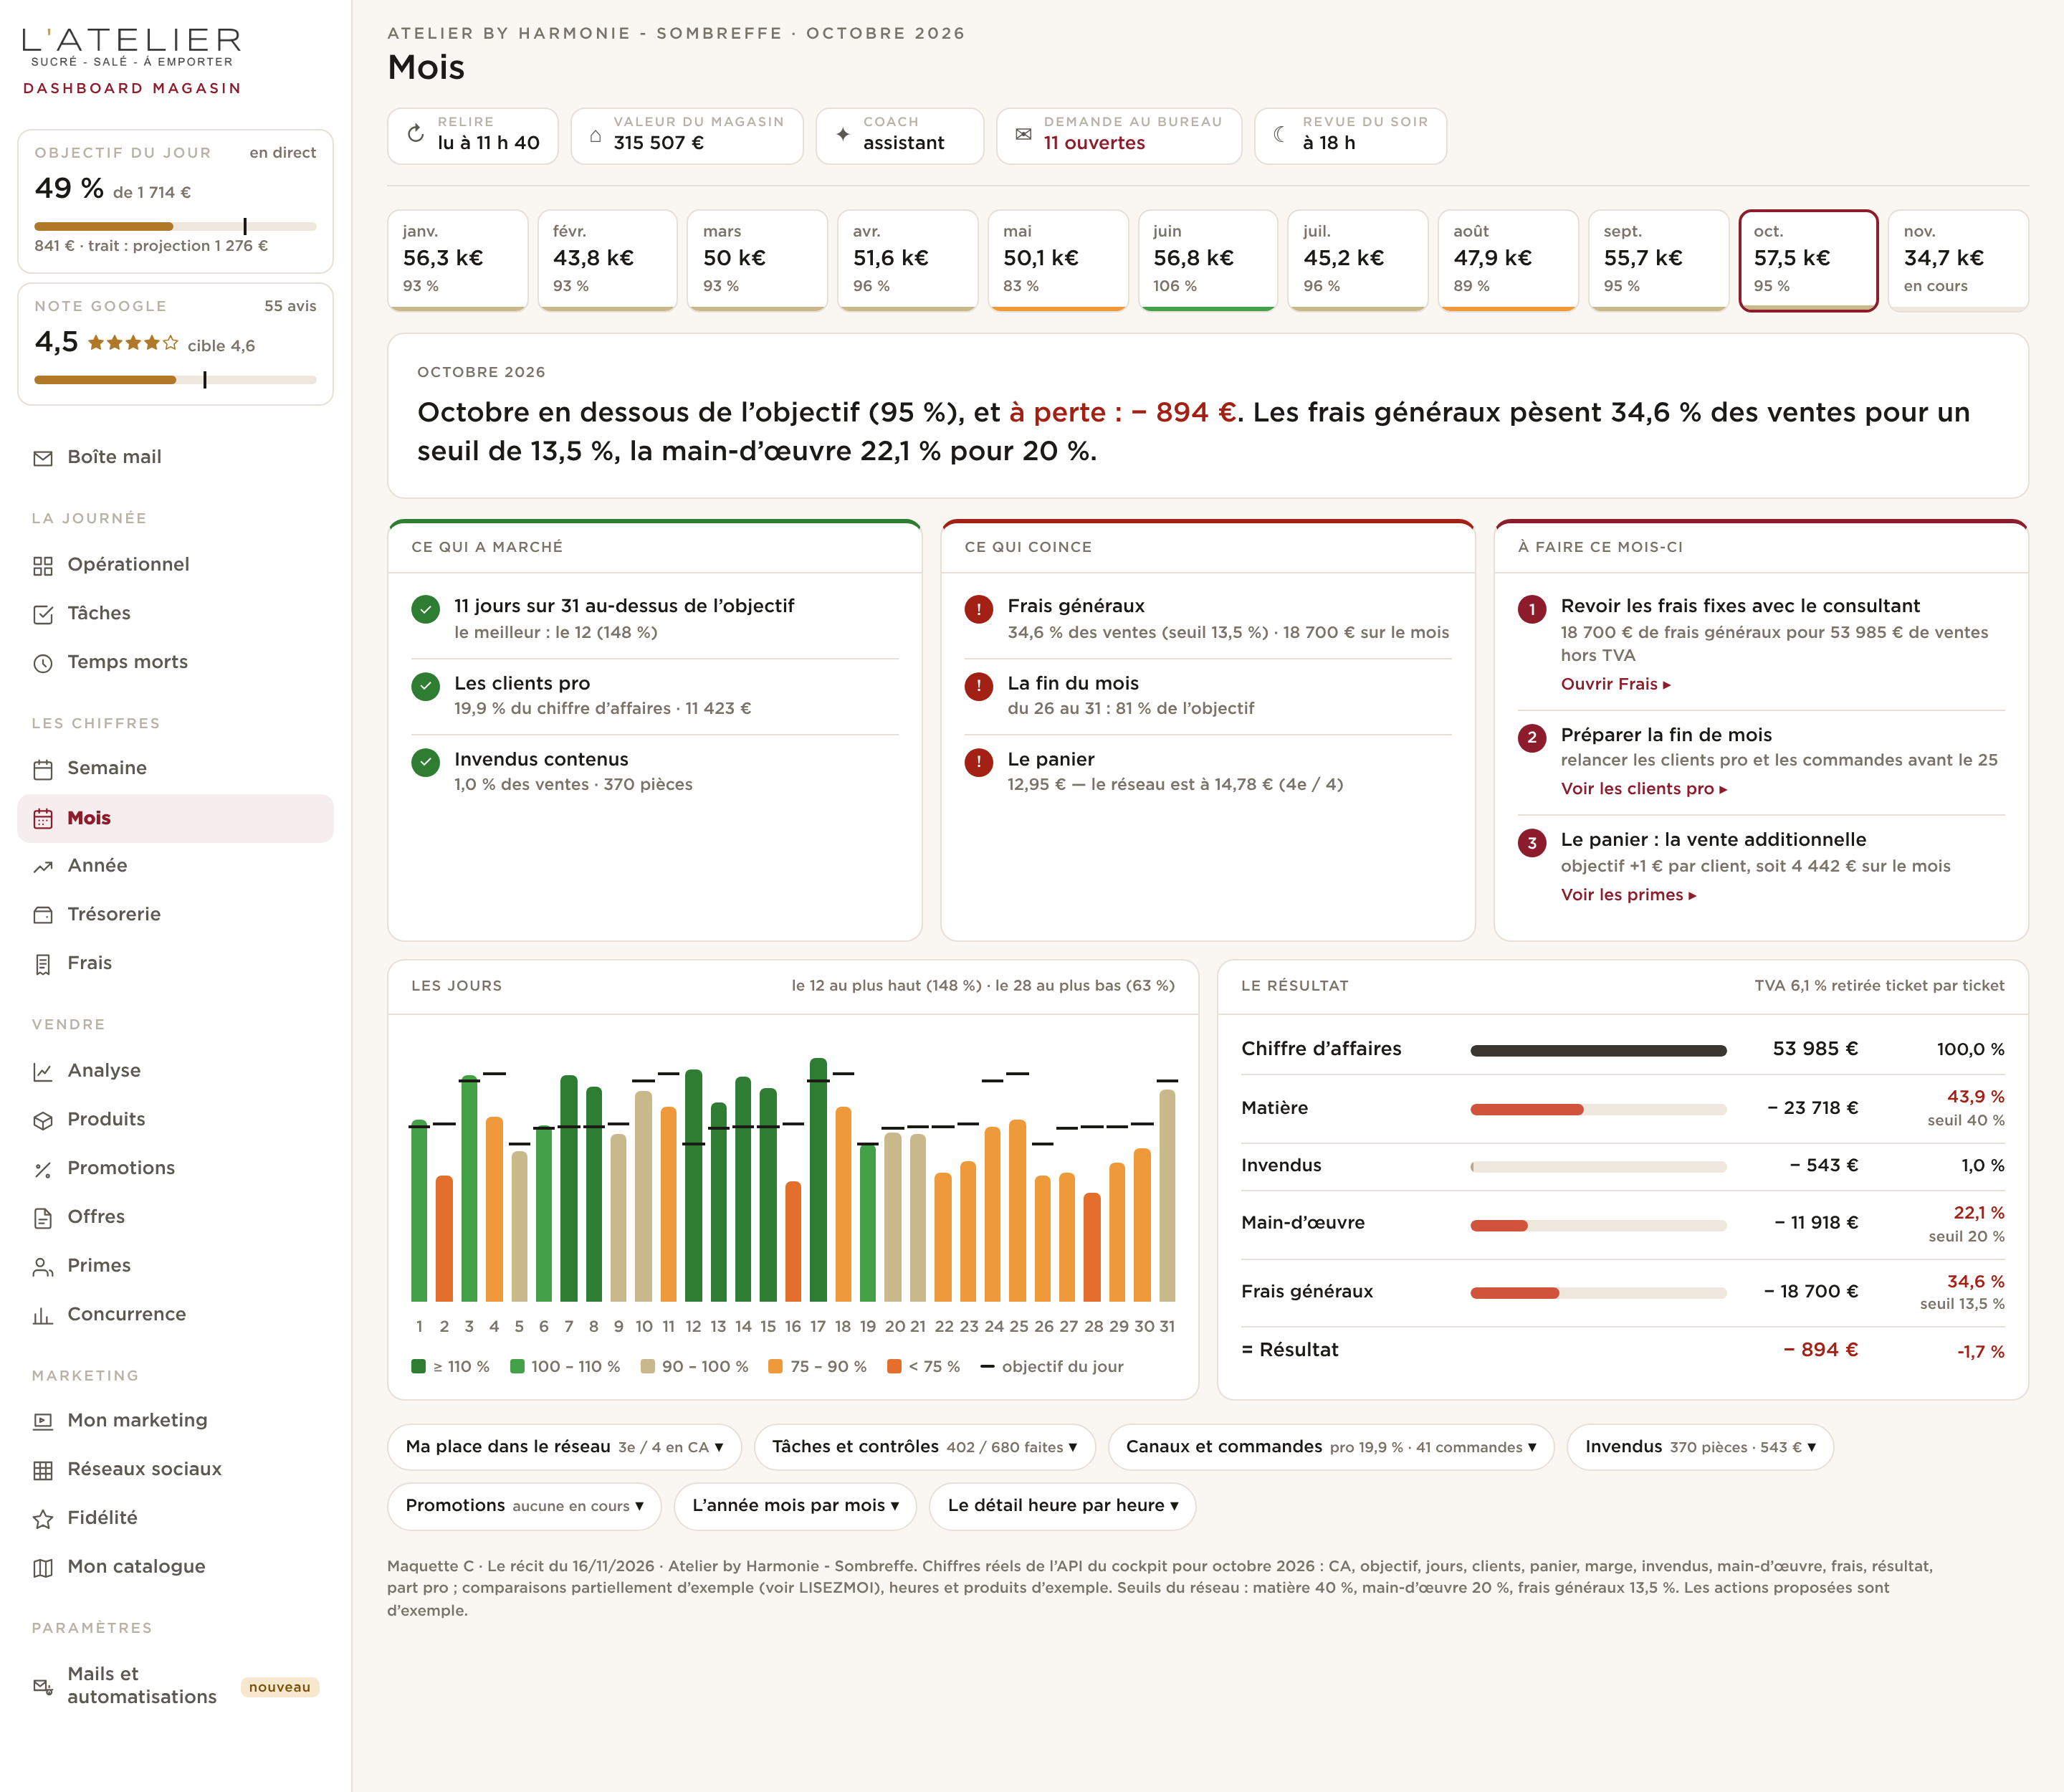 L'ATELIER
SUCRÉ - SALÉ - À EMPORTER
DASHBOARD MAGASIN
OBJECTIF DU JOUR en direct
49 % de 1 714 €
841 € · trait : projection 1 276 €
NOTE GOOGLE 55 avis
4,5 ★★★★☆ cible 4,6
Boîte mail
LA JOURNÉE
Opérationnel
Tâches
Temps morts
LES CHIFFRES
Semaine
Mois
Année
Trésorerie
Frais
VENDRE
Analyse
Produits
Promotions
Offres
Primes
Concurrence
MARKETING
Mon marketing
Réseaux sociaux
Fidélité
Mon catalogue
PARAMÈTRES
Mails et
automatisations nouveau
ATELIER BY HARMONIE - SOMBREFFE · OCTOBRE 2026
Mois
RELIRE
lu à 11 h 40
VALEUR DU MAGASIN
315 507 €
COACH
assistant
DEMANDE AU BUREAU
11 ouvertes
REVUE DU SOIR
à 18 h
janv.
56,3 k€
93 %
févr.
43,8 k€
93 %
mars
50 k€
93 %
avr.
51,6 k€
96 %
mai
50,1 k€
83 %
juin
56,8 k€
106 %
juil.
45,2 k€
96 %
août
47,9 k€
89 %
sept.
55,7 k€
95 %
oct.
57,5 k€
95 %
nov.
34,7 k€
en cours
OCTOBRE 2026
Octobre en dessous de l’objectif (95 %), et à perte : − 894 €. Les frais généraux pèsent 34,6 % des ventes pour un
seuil de 13,5 %, la main-d’œuvre 22,1 % pour 20 %.
CE QUI A MARCHÉ
11 jours sur 31 au-dessus de l’objectif
le meilleur : le 12 (148 %)
Les clients pro
19,9 % du chiffre d’affaires · 11 423 €
Invendus contenus
1,0 % des ventes · 370 pièces
CE QUI COINCE
! Frais généraux
34,6 % des ventes (seuil 13,5 %) · 18 700 € sur le mois
! La fin du mois
du 26 au 31 : 81 % de l’objectif
! Le panier
12,95 € — le réseau est à 14,78 € (4e / 4)
À FAIRE CE MOIS-CI
1 Revoir les frais fixes avec le consultant
18 700 € de frais généraux pour 53 985 € de ventes
hors TVA
Ouvrir Frais ▸
2 Préparer la fin de mois
relancer les clients pro et les commandes avant le 25
Voir les clients pro ▸
3 Le panier : la vente additionnelle
objectif +1 € par client, soit 4 442 € sur le mois
Voir les primes ▸
LES JOURS le 12 au plus haut (148 %) · le 28 au plus bas (63 %)
1 2 3 4 5 6 7 8 9 10 11 12 13 14 15 16 17 18 19 20 21 22 23 24 25 26 27 28 29 30 31
≥ 110 % 100 – 110 % 90 – 100 % 75 – 90 % < 75 % objectif du jour
LE RÉSULTAT TVA 6,1 % retirée ticket par ticket
Chiffre d’affaires 53 985 € 100,0 %
Matière − 23 718 € 43,9 %
seuil 40 %
Invendus − 543 € 1,0 %
Main-d’œuvre − 11 918 € 22,1 %
seuil 20 %
Frais généraux − 18 700 € 34,6 %
seuil 13,5 %
= Résultat − 894 € -1,7 %
Ma place dans le réseau 3e / 4 en CA ▾
Tâches et contrôles 402 / 680 faites ▾
Canaux et commandes pro 19,9 % · 41 commandes ▾
Invendus 370 pièces · 543 € ▾
Promotions aucune en cours ▾
L’année mois par mois ▾
Le détail heure par heure ▾
Maquette C · Le récit du 16/11/2026 · Atelier by Harmonie - Sombreffe. Chiffres réels de l’API du cockpit pour octobre 2026 : CA, objectif, jours, clients, panier, marge, invendus, main-d’œuvre, frais, résultat,
part pro ; comparaisons partiellement d’exemple (voir LISEZMOI), heures et produits d’exemple. Seuils du réseau : matière 40 %, main-d’œuvre 20 %, frais généraux 13,5 %. Les actions proposées sont
d’exemple.